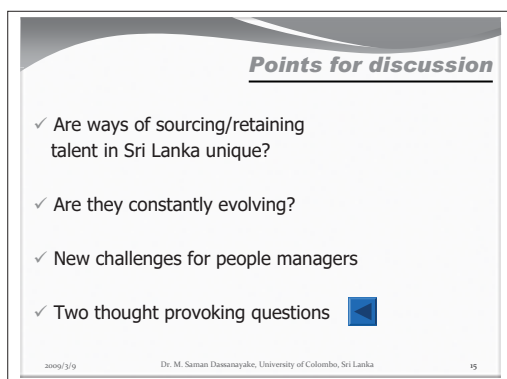 Points for discussion
✓ Are ways of sourcing/retaining
talent in Sri Lanka unique?
✓ Are they constantly evolving?
✓ New challenges for people managers
✓ Two thought provoking questions
2009/3/9 Dr. M. Saman Dassanayake, University of Colombo, Sri Lanka 15